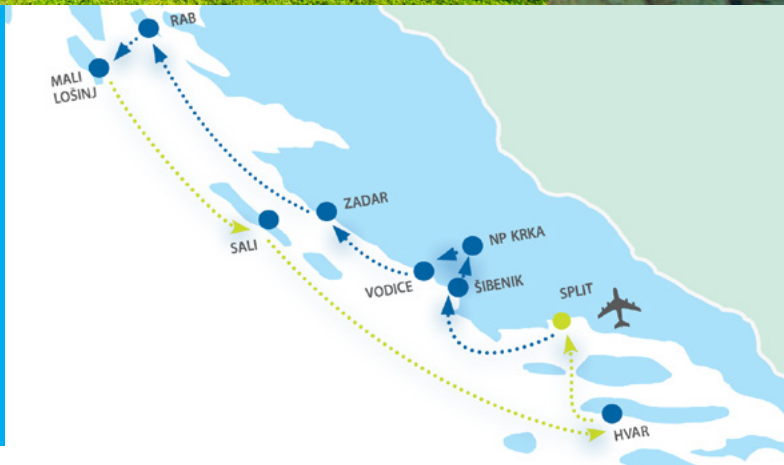 RAB
MALI
LOŠINJ
ZADAR
SALI
NP KRKA
VODICE
ŠIBENIK
SPLIT
HVAR